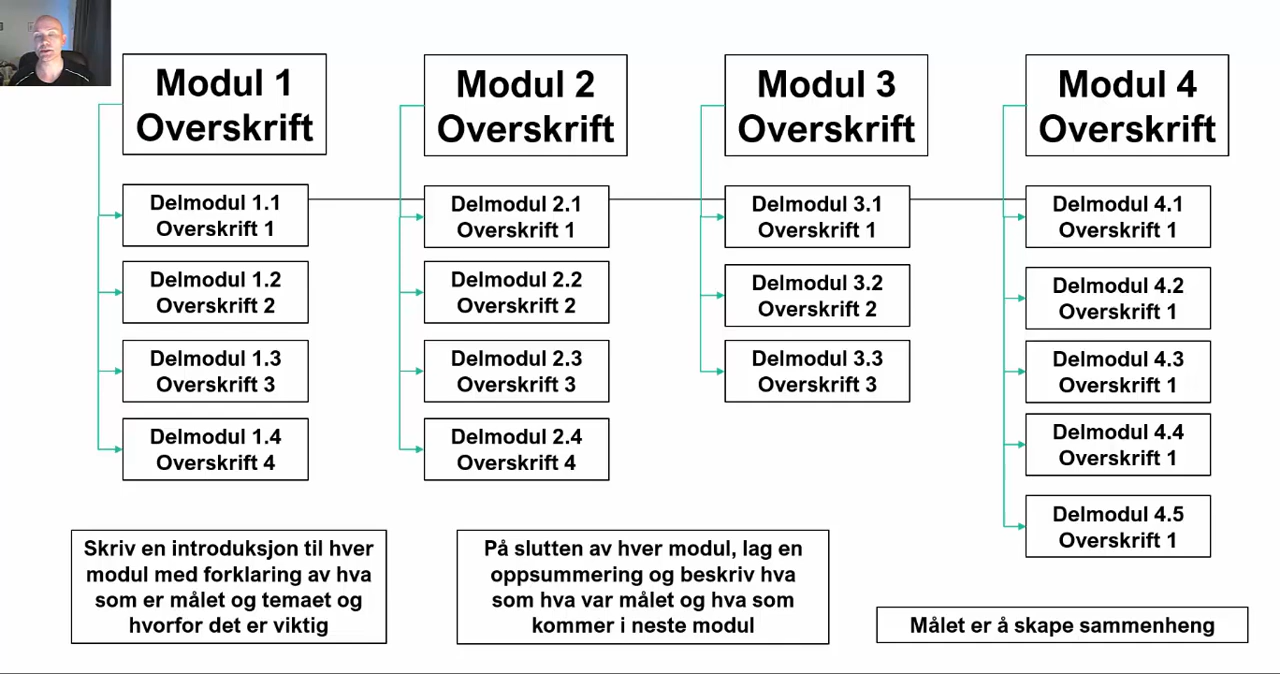 Modul 1
Overskrift
Delmodul 1.1
Overskrift 1
Delmodul 1.2
Overskrift 2
Delmodul 1.3
Overskrift 3
Delmodul 1.4
Overskrift 4
Modul 2
Overskrift
Delmodul 2.1
Overskrift 1
Delmodul 2.2
Overskrift 2
Delmodul 2.3
Overskrift 3
Delmodul 2.4
Overskrift 4
Modul 3
Overskrift
Delmodul 3.1
Overskrift 1
Delmodul 3.2
Overskrift 2
Delmodul 3.3
Overskrift 3
Modul 4
Overskrift
Delmodul 4.1
Overskrift 1
Delmodul 4.2
Overskrift 1
Delmodul 4.3
Overskrift 1
Delmodul 4.4
Overskrift 1
Delmodul 4.5
Overskrift 1
Skriv en introduksjon til hver
modul med forklaring av hva
som er målet og temaet og
hvorfor det er viktig
På slutten av hver modul, lag en
oppsummering og beskriv hva
som hva var målet og hva som
kommer i neste modul
Målet er å skape sammenheng